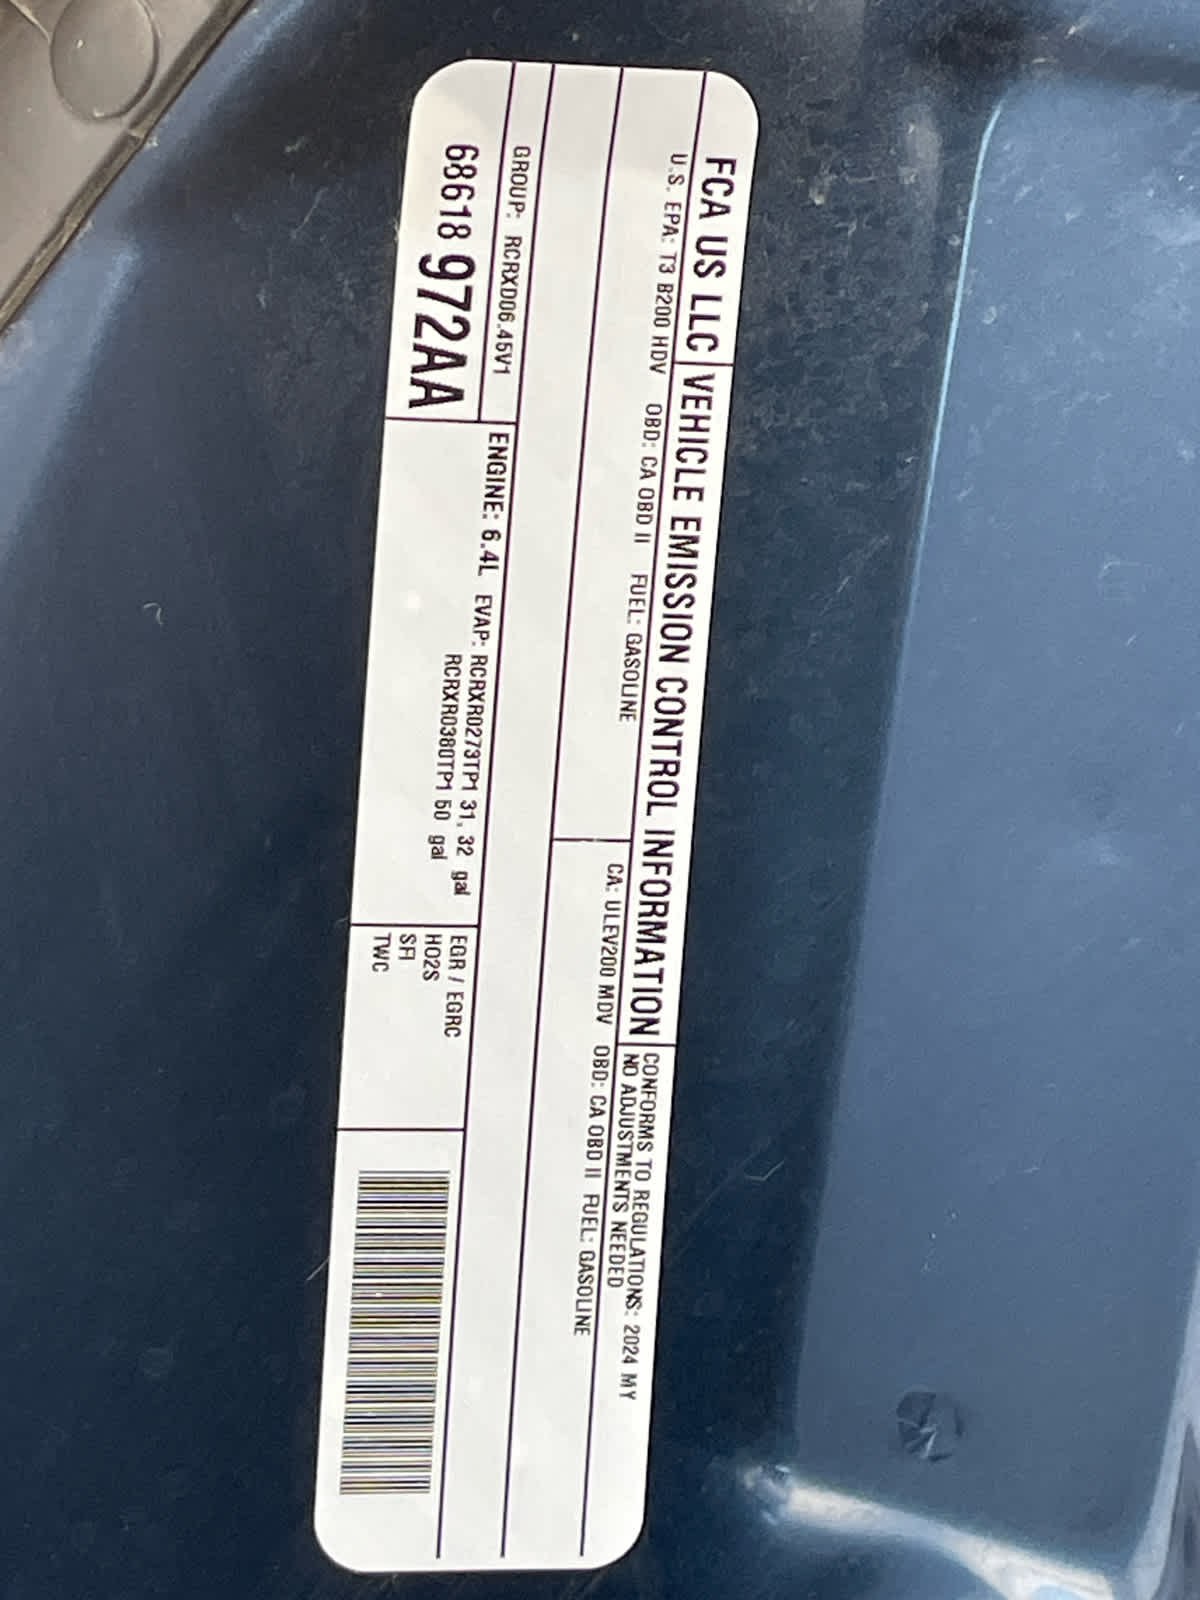 FCA US LLC VEHICLE EMISSION CONTROL INFORMATION CONFORMS TO REGULATIONS: 2024 MY
NO ADJUSTMENTS NEEDED
U.S. EPA: T3 B200 HDV OBD: CA OBD II FUEL: GASOLINE
CA: ULEV200 MDV OBD: CA OBD II FUEL: GASOLINE
GROUP: RCRXD06.45V1
68618 972AA
ENGINE: 6.4L EVAP: RCRXR0273TP1 31, 32 gal
RCRXR0380TP1 50 gal
EGR / EGRC
HO2S
SFI
TWC